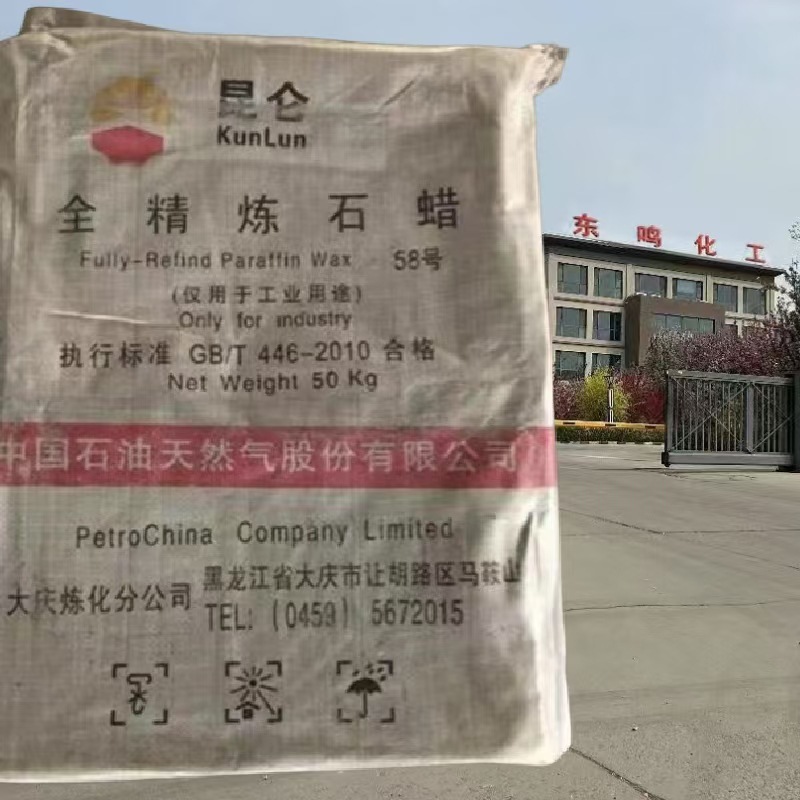 昆仑
KunLun
全精炼石蜡
Fully-Refind Paraffin Wax 58号
(仅用于工业用途)
Only for industry
执行标准 GB/T 446-2010 合格
Net Weight 50 Kg
中国石油天然气股份有限公司
PetroChina Company Limited
大庆炼化分公司
黑龙江省大庆市让胡路区马鞍山
TEL: (0459) 5672015
东鸣化工